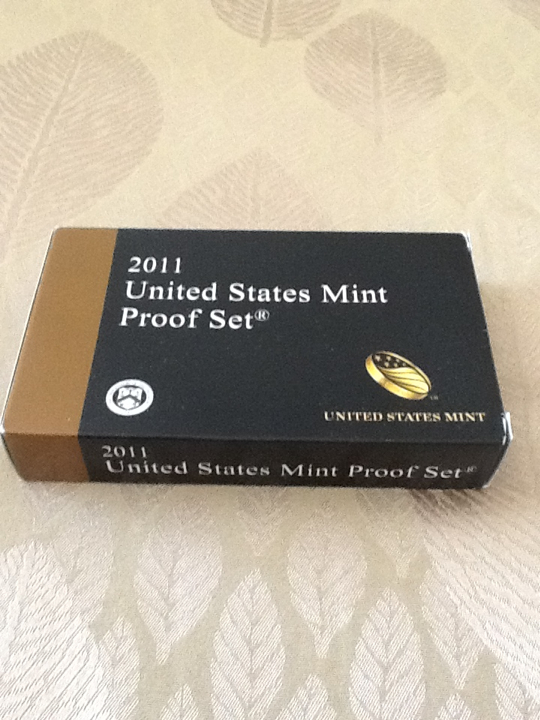 2011
United States Mint
Proof Set®
UNITED STATES MINT
2011
United States Mint Proof Set®